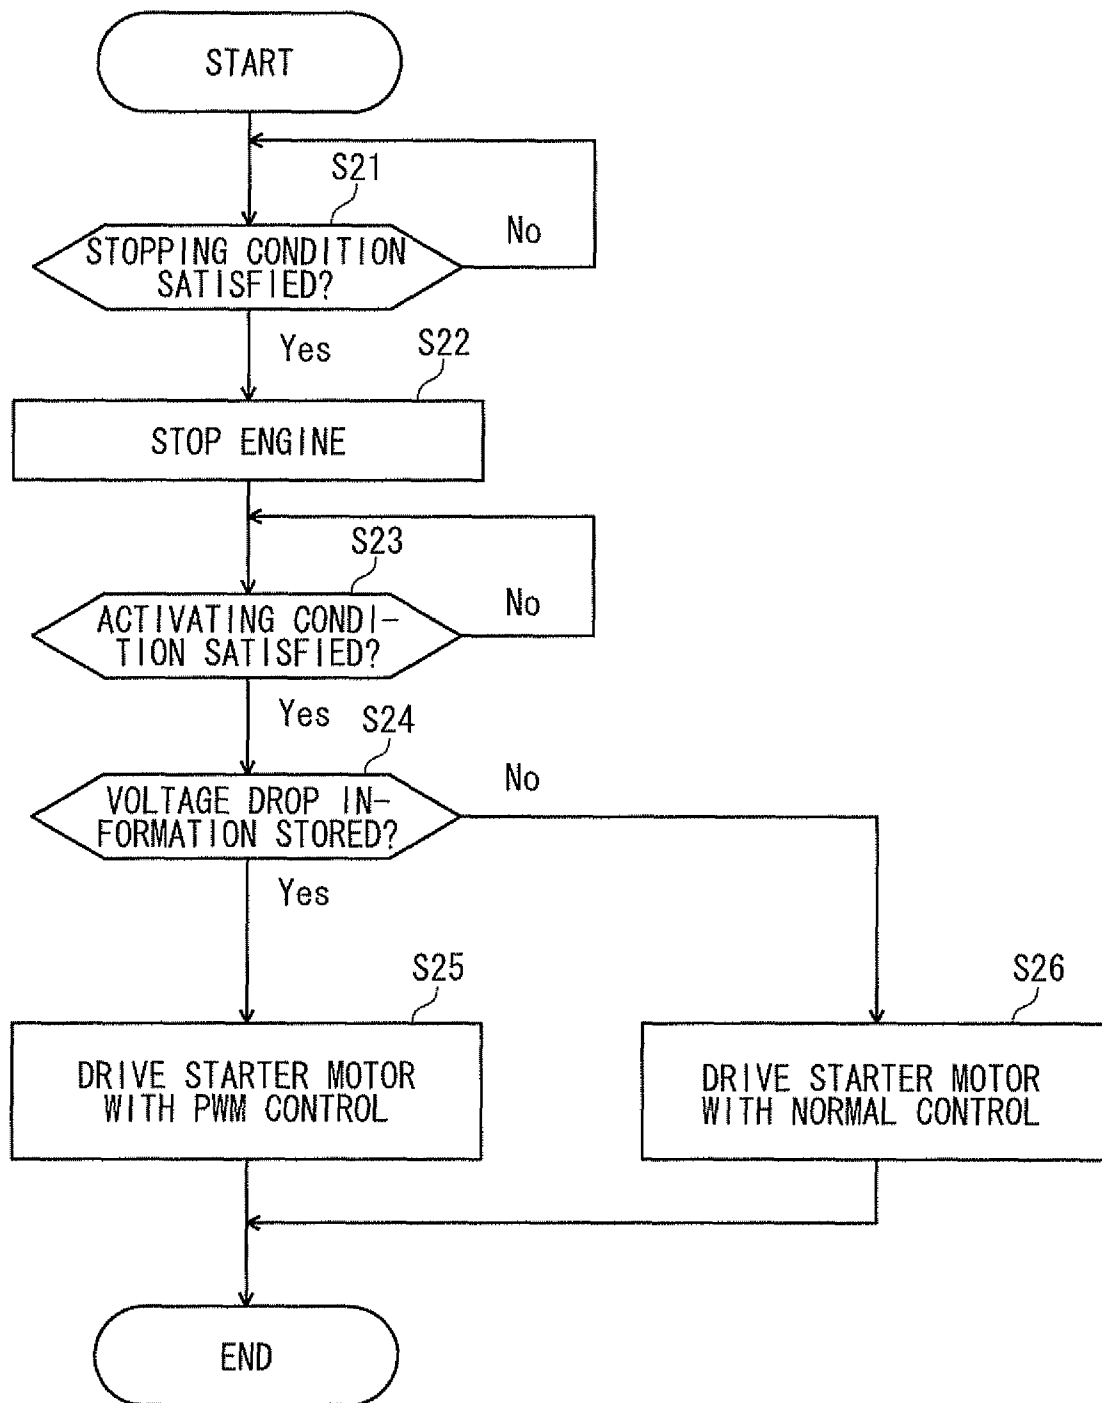 START
S21
STOPPING CONDITION
SATISFIED?
No
Yes
S22
STOP ENGINE
S23
ACTIVATING CONDI-
TION SATISFIED?
No
Yes
S24
VOLTAGE DROP IN-
FORMATION STORED?
No
Yes
S25
DRIVE STARTER MOTOR
WITH PWM CONTROL
S26
DRIVE STARTER MOTOR
WITH NORMAL CONTROL
END